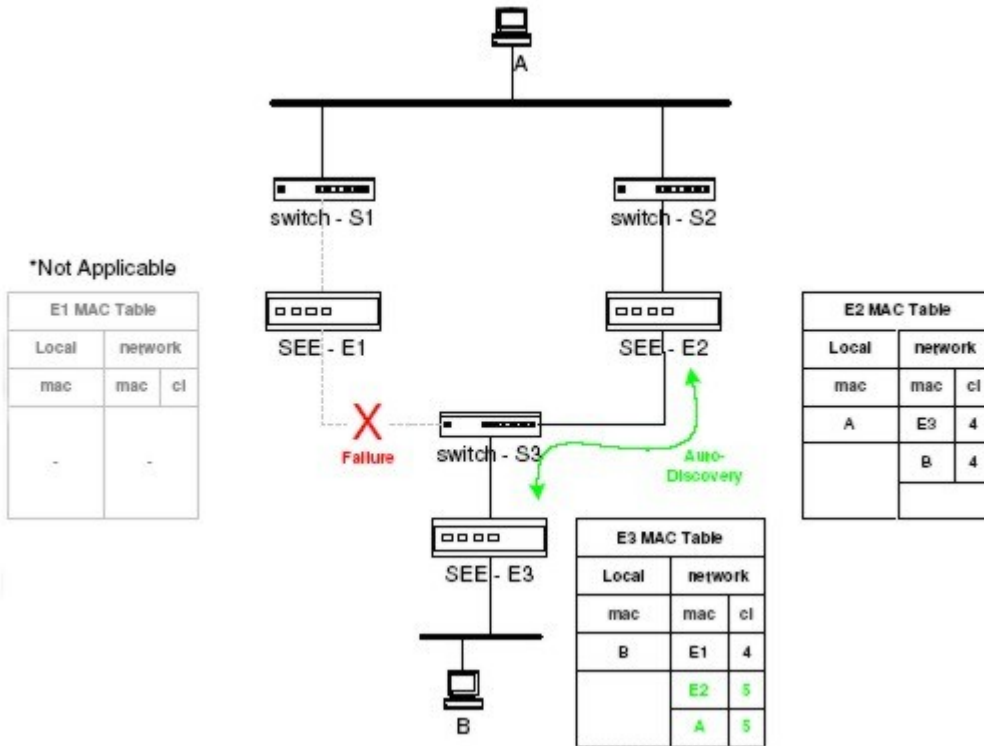 A
switch - S1
switch - S2
*Not Applicable
E1 MAC Table
Local network
mac mac cl
- -
SEE - E1
SEE - E2
E2 MAC Table
Local network
mac mac cl
A E3 4
B 4
X
Failure
switch - S3
Auto-
Discovery
SEE - E3
E3 MAC Table
Local network
mac mac cl
B E1 4
E2 5
A 5
B